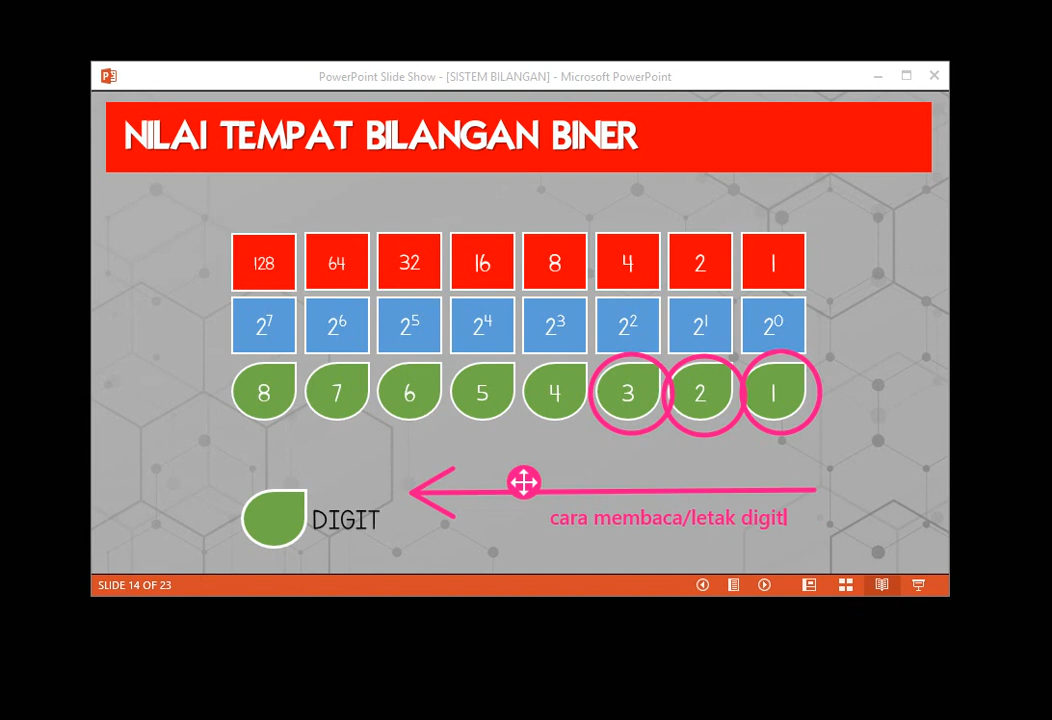 PowerPoint Slide Show - [SISTEM BILANGAN] - Microsoft PowerPoint
NILAI TEMPAT BILANGAN BINER
128 64 32 16 8 4 2 1
2⁷ 2⁶ 2⁵ 2⁴ 2³ 2² 2¹ 2⁰
8 7 6 5 4 3 2 1
cara membaca/letak digit
DIGIT
SLIDE 14 OF 23